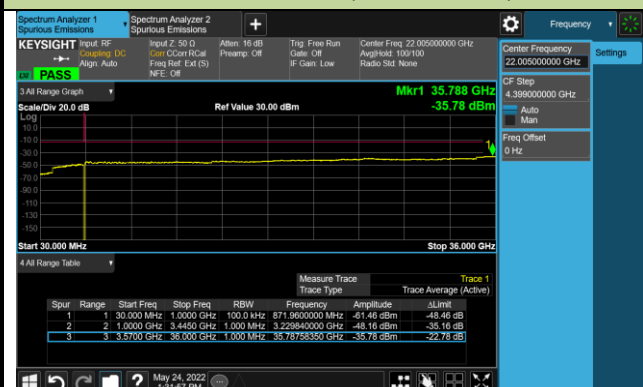 Spectrum Analyzer 1
Spurious Emissions
Spectrum Analyzer 2
Spurious Emissions
Frequency
KEYSIGHT
Input: RF
Coupling: DC
Align: Auto
Input Z: 50 Ω
Corr CCorr RCal
Freq Ref: Ext (S)
NFE: Off
Atten: 16 dB
Preamp: Off
Trig: Free Run
Gate: Off
IF Gain: Low
Center Freq: 22.005000000 GHz
Avg|Hold: 100/100
Radio Std: None
PASS
Center Frequency
22.005000000 GHz
Settings
CF Step
4.399000000 GHz
Auto
Man
Freq Offset
0 Hz
3 All Range Graph
Mkr1 35.788 GHz
Scale/Div 20.0 dB
Ref Value 30.00 dBm
-35.78 dBm
Log
10.0
-10.0
-30.0
-50.0
-70.0
-90.0
-110
-130
-150
1
Start 30.000 MHz
Stop 36.000 GHz
4 All Range Table
Measure Trace Trace 1
Trace Type Trace Average (Active)
Spur Range Start Freq Stop Freq RBW Frequency Amplitude ΔLimit
1 1 30.000 MHz 1.0000 GHz 100.0 kHz 871.9600000 MHz -61.46 dBm -48.46 dB
2 2 1.0000 GHz 3.4450 GHz 1.000 MHz 3.229840000 GHz -48.16 dBm -35.16 dB
3 3 3.5700 GHz 36.000 GHz 1.000 MHz 35.78758350 GHz -35.78 dBm -22.78 dB
May 24, 2022